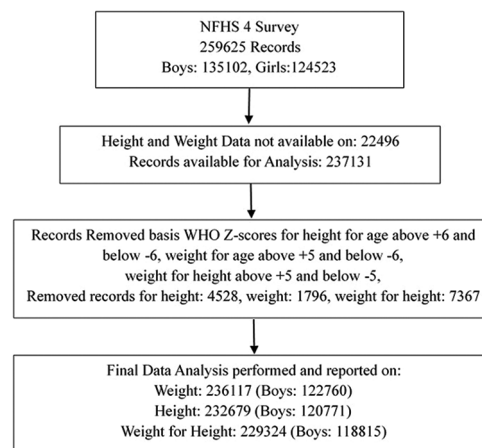 NFHS 4 Survey
259625 Records
Boys: 135102, Girls:124523
Height and Weight Data not available on: 22496
Records available for Analysis: 237131
Records Removed basis WHO Z-scores for height for age above +6 and
below -6, weight for age above +5 and below -6,
weight for height above +5 and below -5,
Removed records for height: 4528, weight: 1796, weight for height: 7367
Final Data Analysis performed and reported on:
Weight: 236117 (Boys: 122760)
Height: 232679 (Boys: 120771)
Weight for Height: 229324 (Boys: 118815)